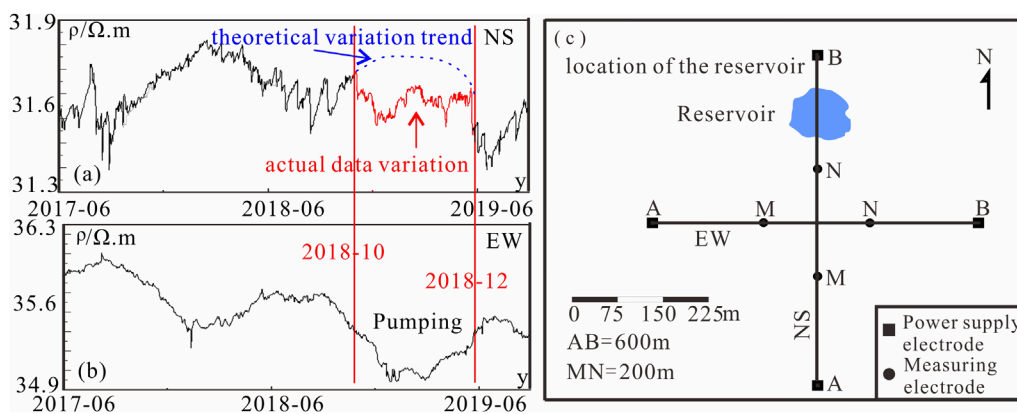 31.9
ρ/Ω.m
theoretical variation trend
NS
31.6
actual data variation
(a)
31.3
y
2017-06
2018-06
2019-06
36.3
ρ/Ω.m
EW
2018-10
2018-12
35.6
Pumping
(b)
34.9
y
2017-06
2018-06
2019-06
(c)
B
location of the reservoir
N
Reservoir
N
A
M
N
B
EW
M
0 75 150 225m
NS
AB=600m
MN=200m
A
Power supply
electrode
Measuring
electrode